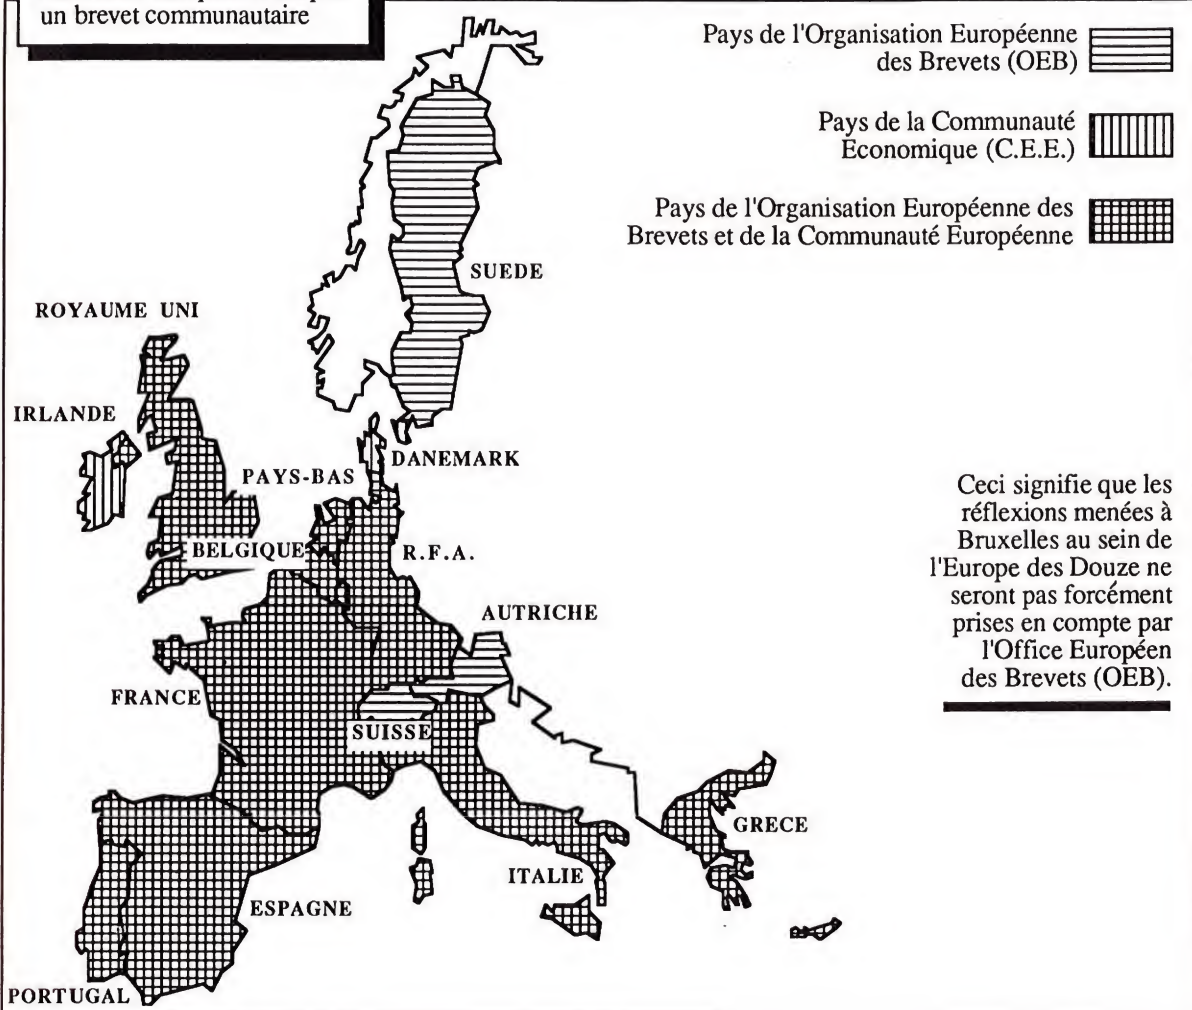 un brevet communautaire
Pays de l'Organisation Européenne
des Brevets (OEB)
Pays de la Communauté
Economique (C.E.E.)
Pays de l'Organisation Européenne des
Brevets et de la Communauté Européenne
SUEDE
ROYAUME UNI
IRLANDE
DANEMARK
PAYS-BAS
BELGIQUE
R.F.A.
AUTRICHE
FRANCE
SUISSE
GRECE
ITALIE
ESPAGNE
PORTUGAL
Ceci signifie que les
réflexions menées à
Bruxelles au sein de
l'Europe des Douze ne
seront pas forcément
prises en compte par
l'Office Européen
des Brevets (OEB).